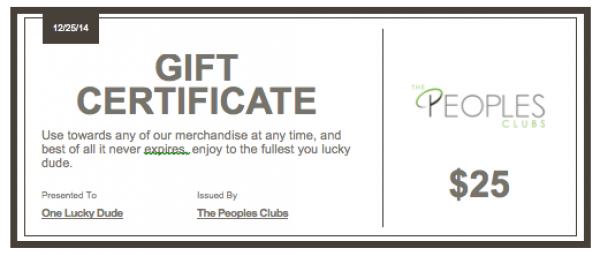 12/25/14
GIFT
CERTIFICATE
Use towards any of our merchandise at any time, and
best of all it never expires, enjoy to the fullest you lucky
dude.
Presented To
Issued By
One Lucky Dude
The Peoples Clubs
THE
PEOPLES
CLUBS
$25